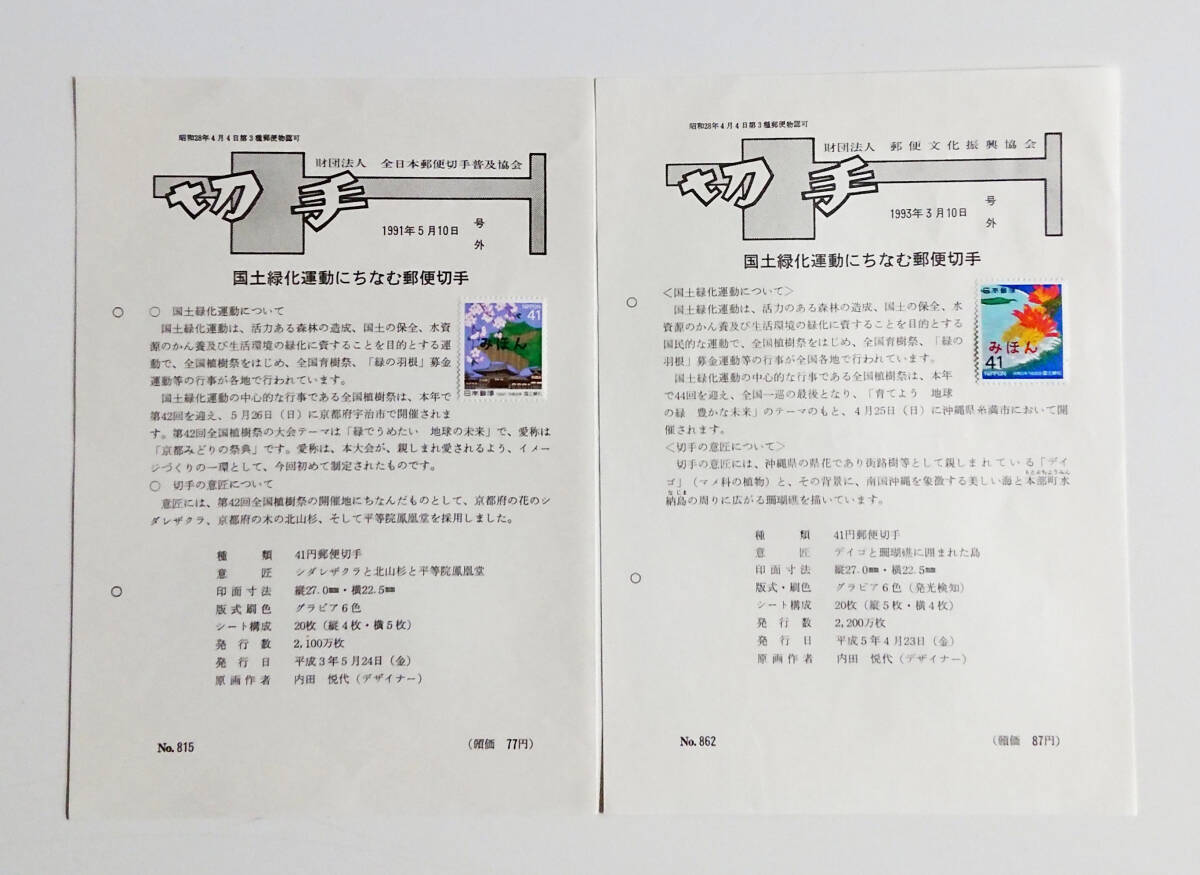 昭和28年4月4日第3種郵便物認可
財団法人 全日本郵便切手普及協会
切手
1991年5月10日
号外
国土緑化運動にちなむ郵便切手
○ 国土緑化運動について
国土緑化運動は、活力ある森林の造成、国土の保全、水資
源のかん養及び生活環境の緑化に資することを目的とする運
動で、全国植樹祭をはじめ、全国育樹祭、「緑の羽根」募金
運動等の行事が各地で行われています。
国土緑化運動の中心的な行事である全国植樹祭は、本年で
第42回を迎え、5月26日（日）に京都府宇治市で開催されま
す。第42回全国植樹祭の大会テーマは「緑でうめたい 地球の未来」で、愛称は
「京都みどりの祭典」です。愛称は、本大会が、親しまれ愛されるよう、イメー
ジづくりの一環として、今回初めて制定されたものです。
○ 切手の意匠について
意匠には、第42回全国植樹祭の開催地にちなんだものとして、京都府の花のシ
ダレザクラ、京都府の木の北山杉、そして平等院鳳凰堂を採用しました。
NIPPON
41
みほん
日本郵便
種類 41円郵便切手
意匠 シダレザクラと北山杉と平等院鳳凰堂
印面寸法 縦27.0㎜・横22.5㎜
版式刷色 グラビア6色
シート構成 20枚（縦4枚・横5枚）
発行数 2,100万枚
発行日 平成3年5月24日（金）
原画作者 内田 悦代（デザイナー）
No.815
（頒価 77円）
昭和28年4月4日第3種郵便物認可
財団法人 郵便文化振興協会
切手
1993年3月10日
号外
国土緑化運動にちなむ郵便切手
＜国土緑化運動について＞
国土緑化運動は、活力のある森林の造成、国土の保全、水
資源のかん養及び生活環境の緑化に資することを目的とする
国民的な運動で、全国植樹祭をはじめ、全国育樹祭、「緑の
羽根」募金運動等の行事が全国各地で行われています。
国土緑化運動の中心的な行事である全国植樹祭は、本年
で44回を迎え、全国一巡の最後となり、「育てよう 地球
の緑 豊かな未来」のテーマのもと、4月25日（日）に沖縄県糸満市において開
催されます。
＜切手の意匠について＞
切手の意匠には、沖縄県の県花であり街路樹等として親しまれている「デイ
ゴ」（マメ科の植物）と、その背景に、南国沖縄を象徴する美しい海と本部町水
納島の周りに広がる珊瑚礁を描いています。
日本郵便
みほん
41
NIPPON
種類 41円郵便切手
意匠 デイゴと珊瑚礁に囲まれた島
印面寸法 縦27.0㎜・横22.5㎜
版式・刷色 グラビア6色（発光検知）
シート構成 20枚（縦5枚・横4枚）
発行数 2,200万枚
発行日 平成5年4月23日（金）
原画作者 内田 悦代（デザイナー）
No.862
（頒価 87円）